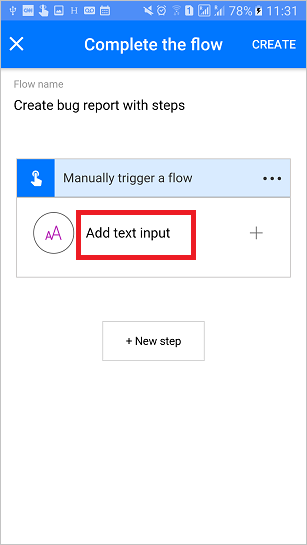 78% 11:31
Complete the flow
CREATE
Flow name
Create bug report with steps
Manually trigger a flow
AA Add text input
+ New step